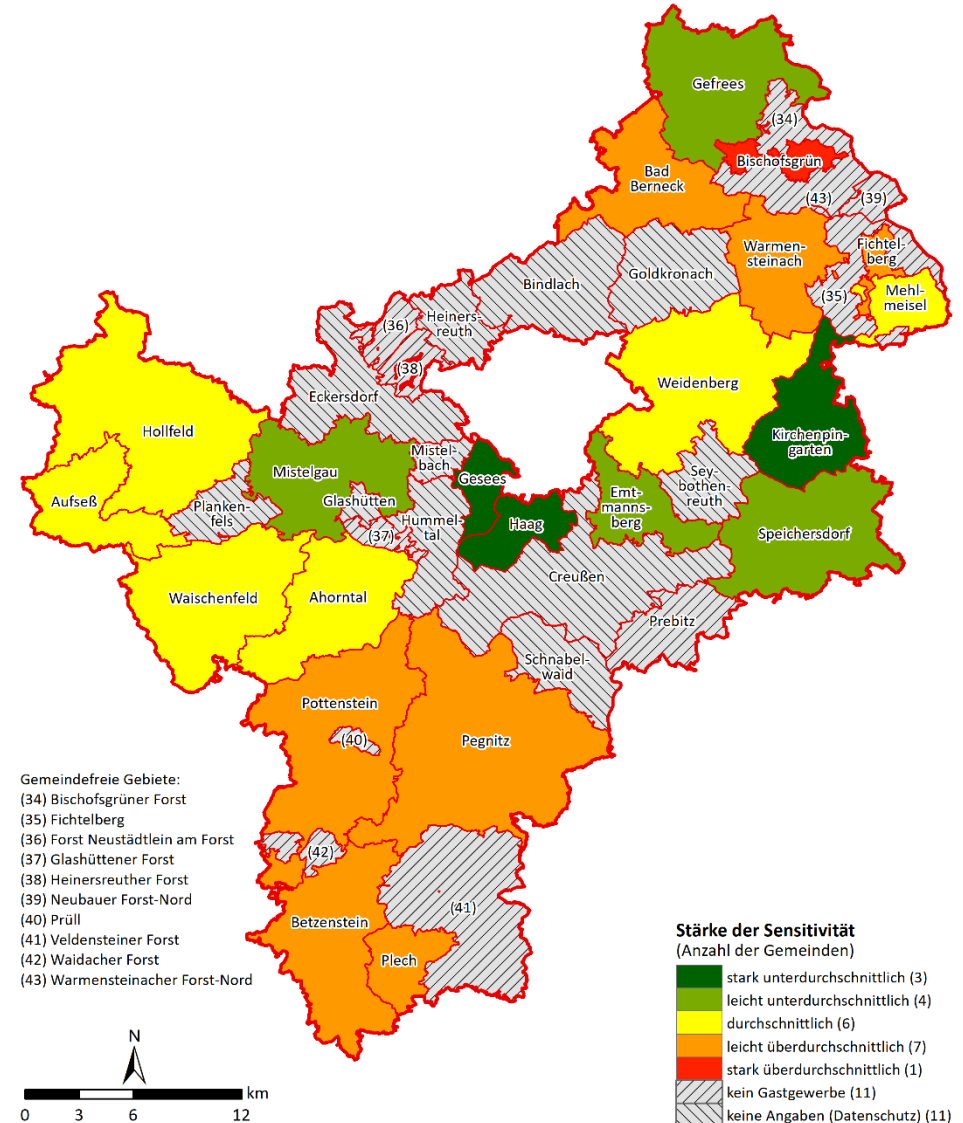 Gefrees
(34)
Bischofsgrün
Bad
Berneck
(43)
(39)
Warmen-
steinach
Fichtel-
berg
Goldkronach
Bindlach
Mehl-
meisel
(35)
Heiners-
reuth
(36)
(38)
Eckersdorf
Weidenberg
Hollfeld
Kirchenpin-
garten
Mistel-
bach
Mistelgau
Gesees
Sey-
bothen-
reuth
Aufseß
Glashütten
Planken-
fels
Emt-
manns-
berg
Hummel-
tal
Haag
(37)
Speichersdorf
Creußen
Waischenfeld
Ahorntal
Prebitz
Schnabel-
waid
Pottenstein
(40)
Pegnitz
(42)
(41)
Betzenstein
Plech
Gemeindefreie Gebiete:
(34) Bischofsgrüner Forst
(35) Fichtelberg
(36) Forst Neustädtlein am Forst
(37) Glashüttener Forst
(38) Heinersreuther Forst
(39) Neubauer Forst-Nord
(40) Prüll
(41) Veldensteiner Forst
(42) Waidacher Forst
(43) Warmensteinacher Forst-Nord
N
km
0 3 6 12
Stärke der Sensitivität
(Anzahl der Gemeinden)
stark unterdurchschnittlich (3)
leicht unterdurchschnittlich (4)
durchschnittlich (6)
leicht überdurchschnittlich (7)
stark überdurchschnittlich (1)
kein Gastgewerbe (11)
keine Angaben (Datenschutz) (11)